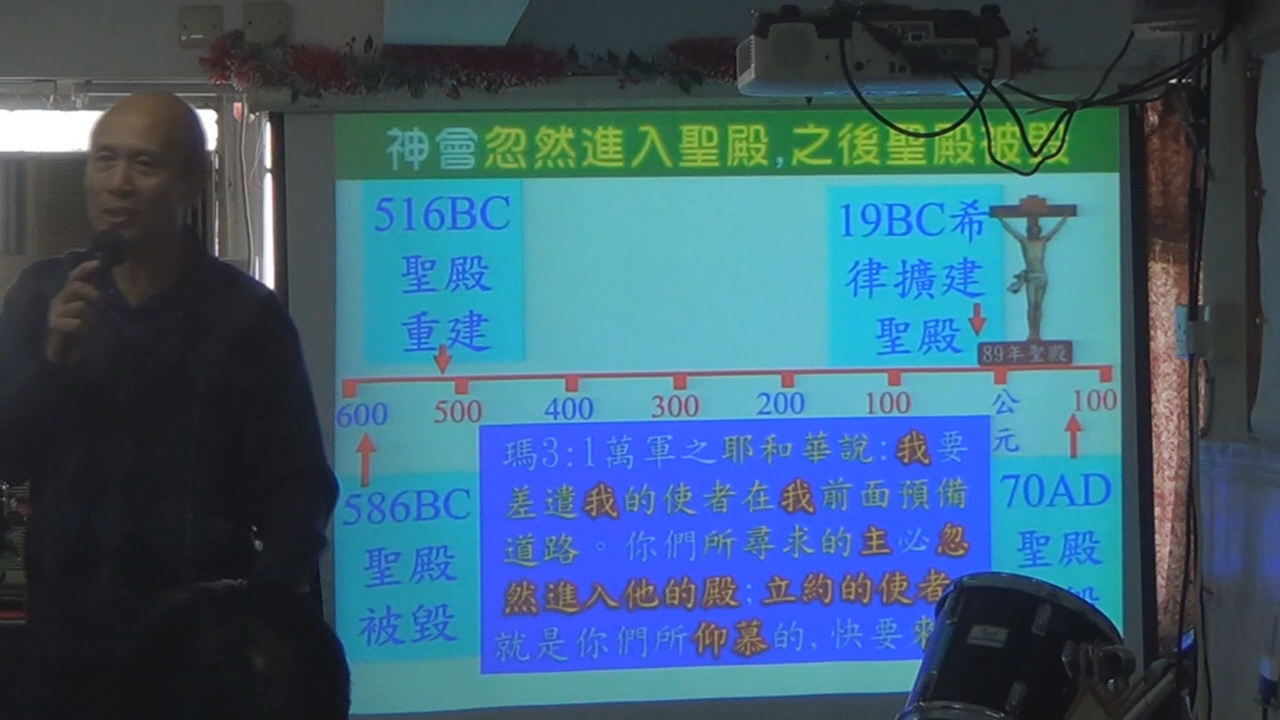 神會忽然進入聖殿,之後聖殿被毀
516BC
聖殿
重建
19BC希
律擴建
聖殿
89年聖殿
600 500 400 300 200 100 公元 100
586BC
聖殿
被毀
瑪3:1萬軍之耶和華說:我要
差遣我的使者在我前面預備
道路。你們所尋求的主必忽
然進入他的殿;立約的使者
就是你們所仰慕的,快要
70AD
聖殿
毀